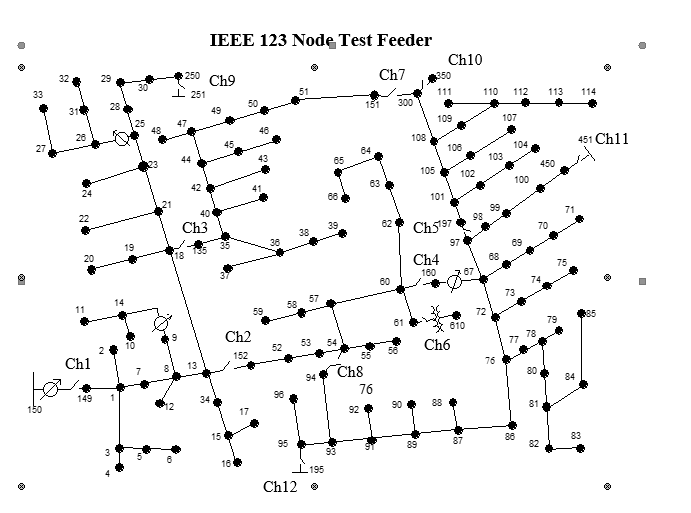 IEEE 123 Node Test Feeder
Ch10
Ch7
350
32 29 250 Ch9
30 251
33 51 151 300 111 110 112 113 114
31 28 50
49 109 107
25 47 46 108
26 48 45 106 104 451 Ch11
27 44 43 64 105 103 450
23 65 102 100
24 42 41 63 101 99
66 Ch5 197 98 71
21 40 62 70
22 Ch3 39 97 69
38 68
19 18 135 35 36 Ch4 67 75
20 37 60 160 74
73
11 14 59 58 57 61 610 72 79 85
10 9 Ch2 54 Ch6 77 78
2 53 56
Ch1 8 13 152 52 55 76 80 84
7 Ch8
150 149 1 12 34 96 94 76 81
17 92 90 88
3 15 95 93 91 89 87 86 82 83
5 6
4 16 195
Ch12